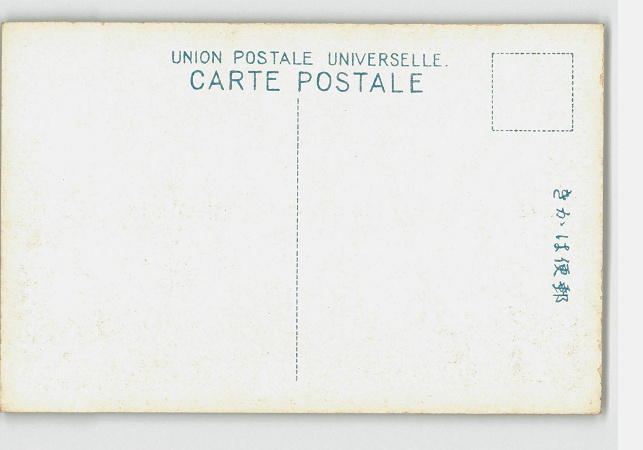 UNION POSTALE UNIVERSELLE.
CARTE POSTALE
きかは便郵